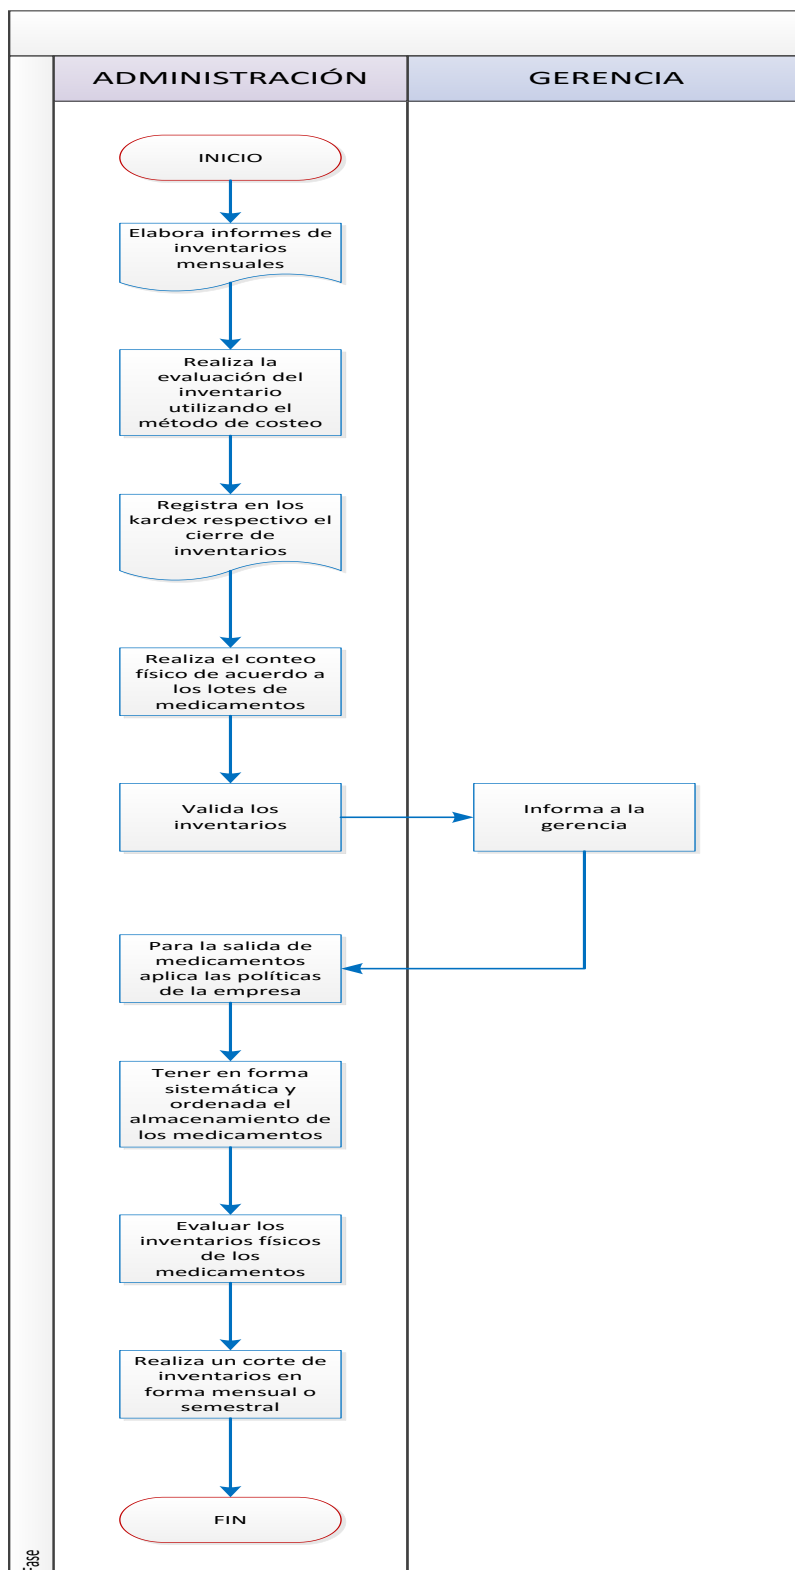 ADMINISTRACIÓN
GERENCIA
INICIO
Elabora informes de
inventarios
mensuales
Realiza la
evaluación del
inventario
utilizando el
método de costeo
Registra en los
kardex respectivo el
cierre de
inventarios
Realiza el conteo
físico de acuerdo a
los lotes de
medicamentos
Valida los
inventarios
Informa a la
gerencia
Para la salida de
medicamentos
aplica las políticas
de la empresa
Tener en forma
sistemática y
ordenada el
almacenamiento de
los medicamentos
Evaluar los
inventarios físicos
de los
medicamentos
Realiza un corte de
inventarios en
forma mensual o
semestral
FIN
Fase